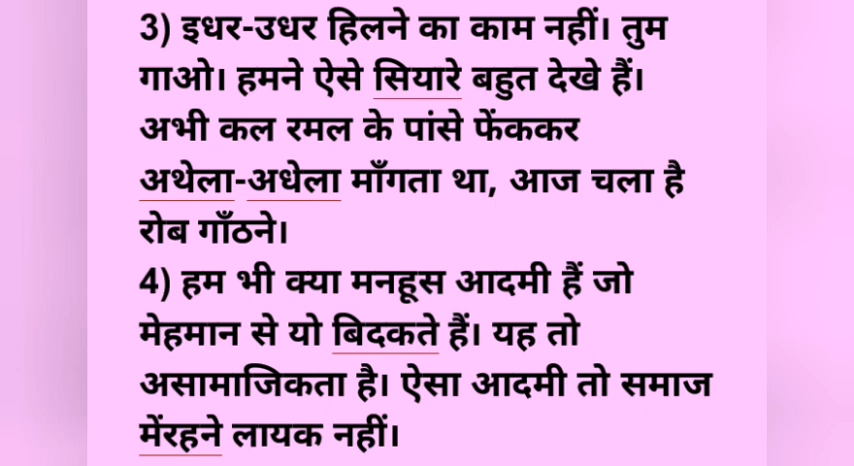 3) इधर-उधर हिलने का काम नहीं। तुम
गाओ। हमने ऐसे सियारे बहुत देखे हैं।
अभी कल रमल के पांसे फेंककर
अथेला-अधेला माँगता था, आज चला है
रोब गाँठने।
4) हम भी क्या मनहूस आदमी हैं जो
मेहमान से यो बिदकते हैं। यह तो
असामाजिकता है। ऐसा आदमी तो समाज
मेंरहने लायक नहीं।